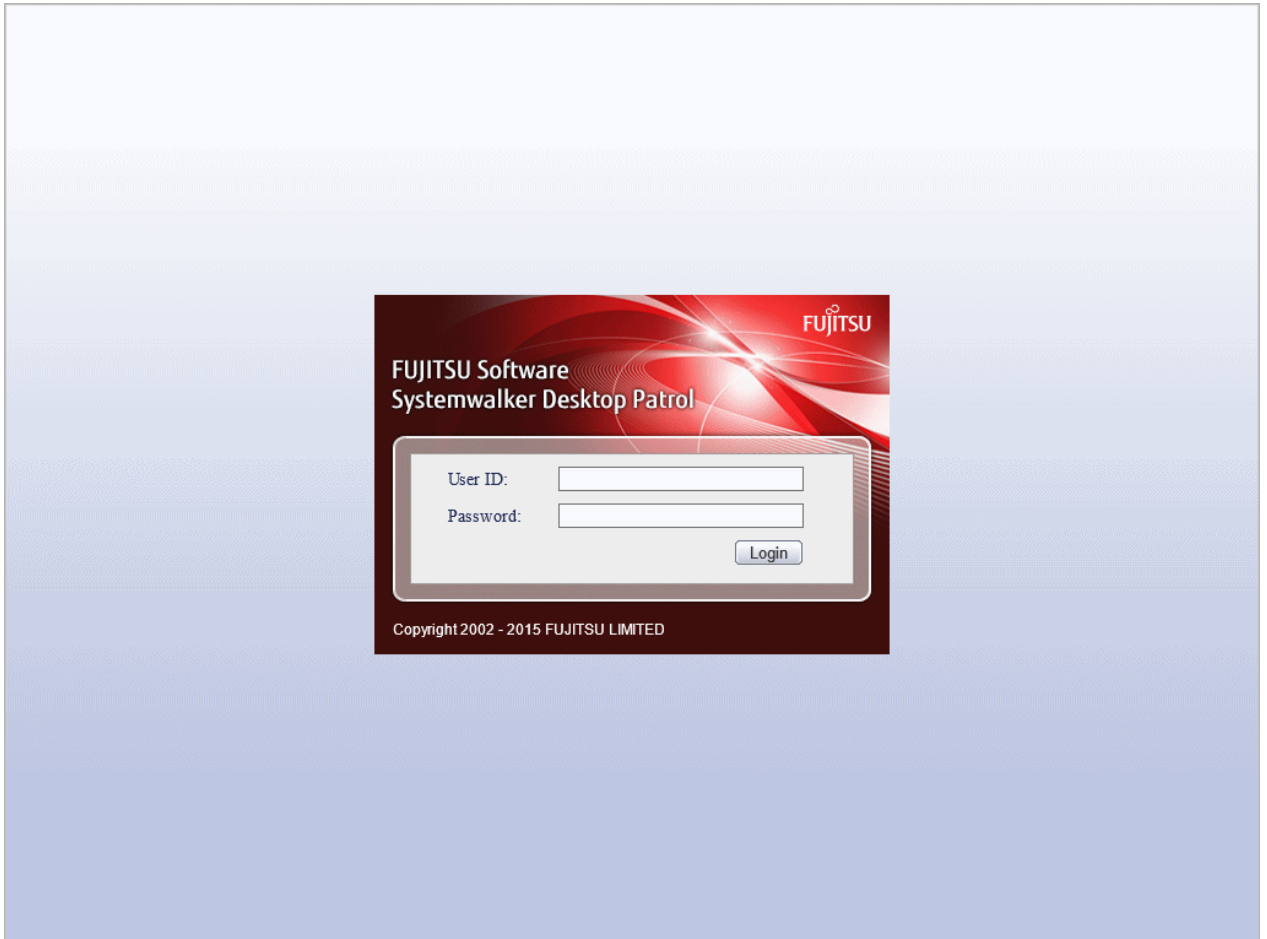 FUJITSU
FUJITSU Software
Systemwalker Desktop Patrol
User ID:
Password:
Login
Copyright 2002 - 2015 FUJITSU LIMITED